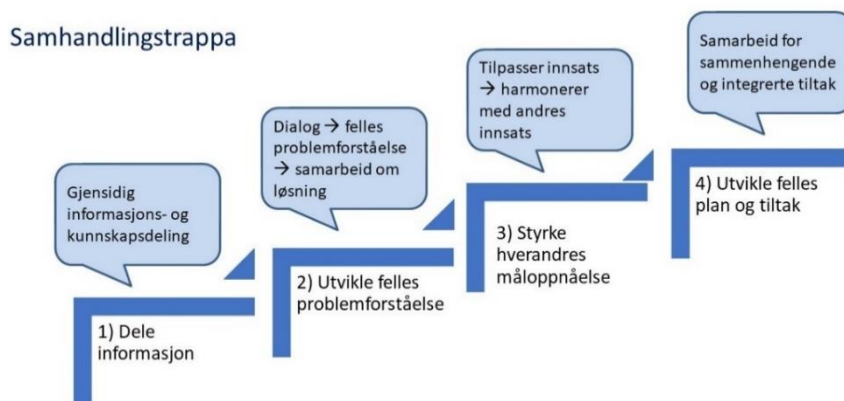 Samhandlingstrappa
Gjensidig
informasjons- og
kunnskapsdeling
1) Dele
informasjon
Dialog → felles
problemforståelse
→ samarbeid om
løsning
2) Utvikle felles
problemforståelse
Tilpasser innsats
→ harmonerer
med andres
innsats
3) Styrke
hverandres
måloppnåelse
Samarbeid for
sammenhengende
og integrerte tiltak
4) Utvikle felles
plan og tiltak